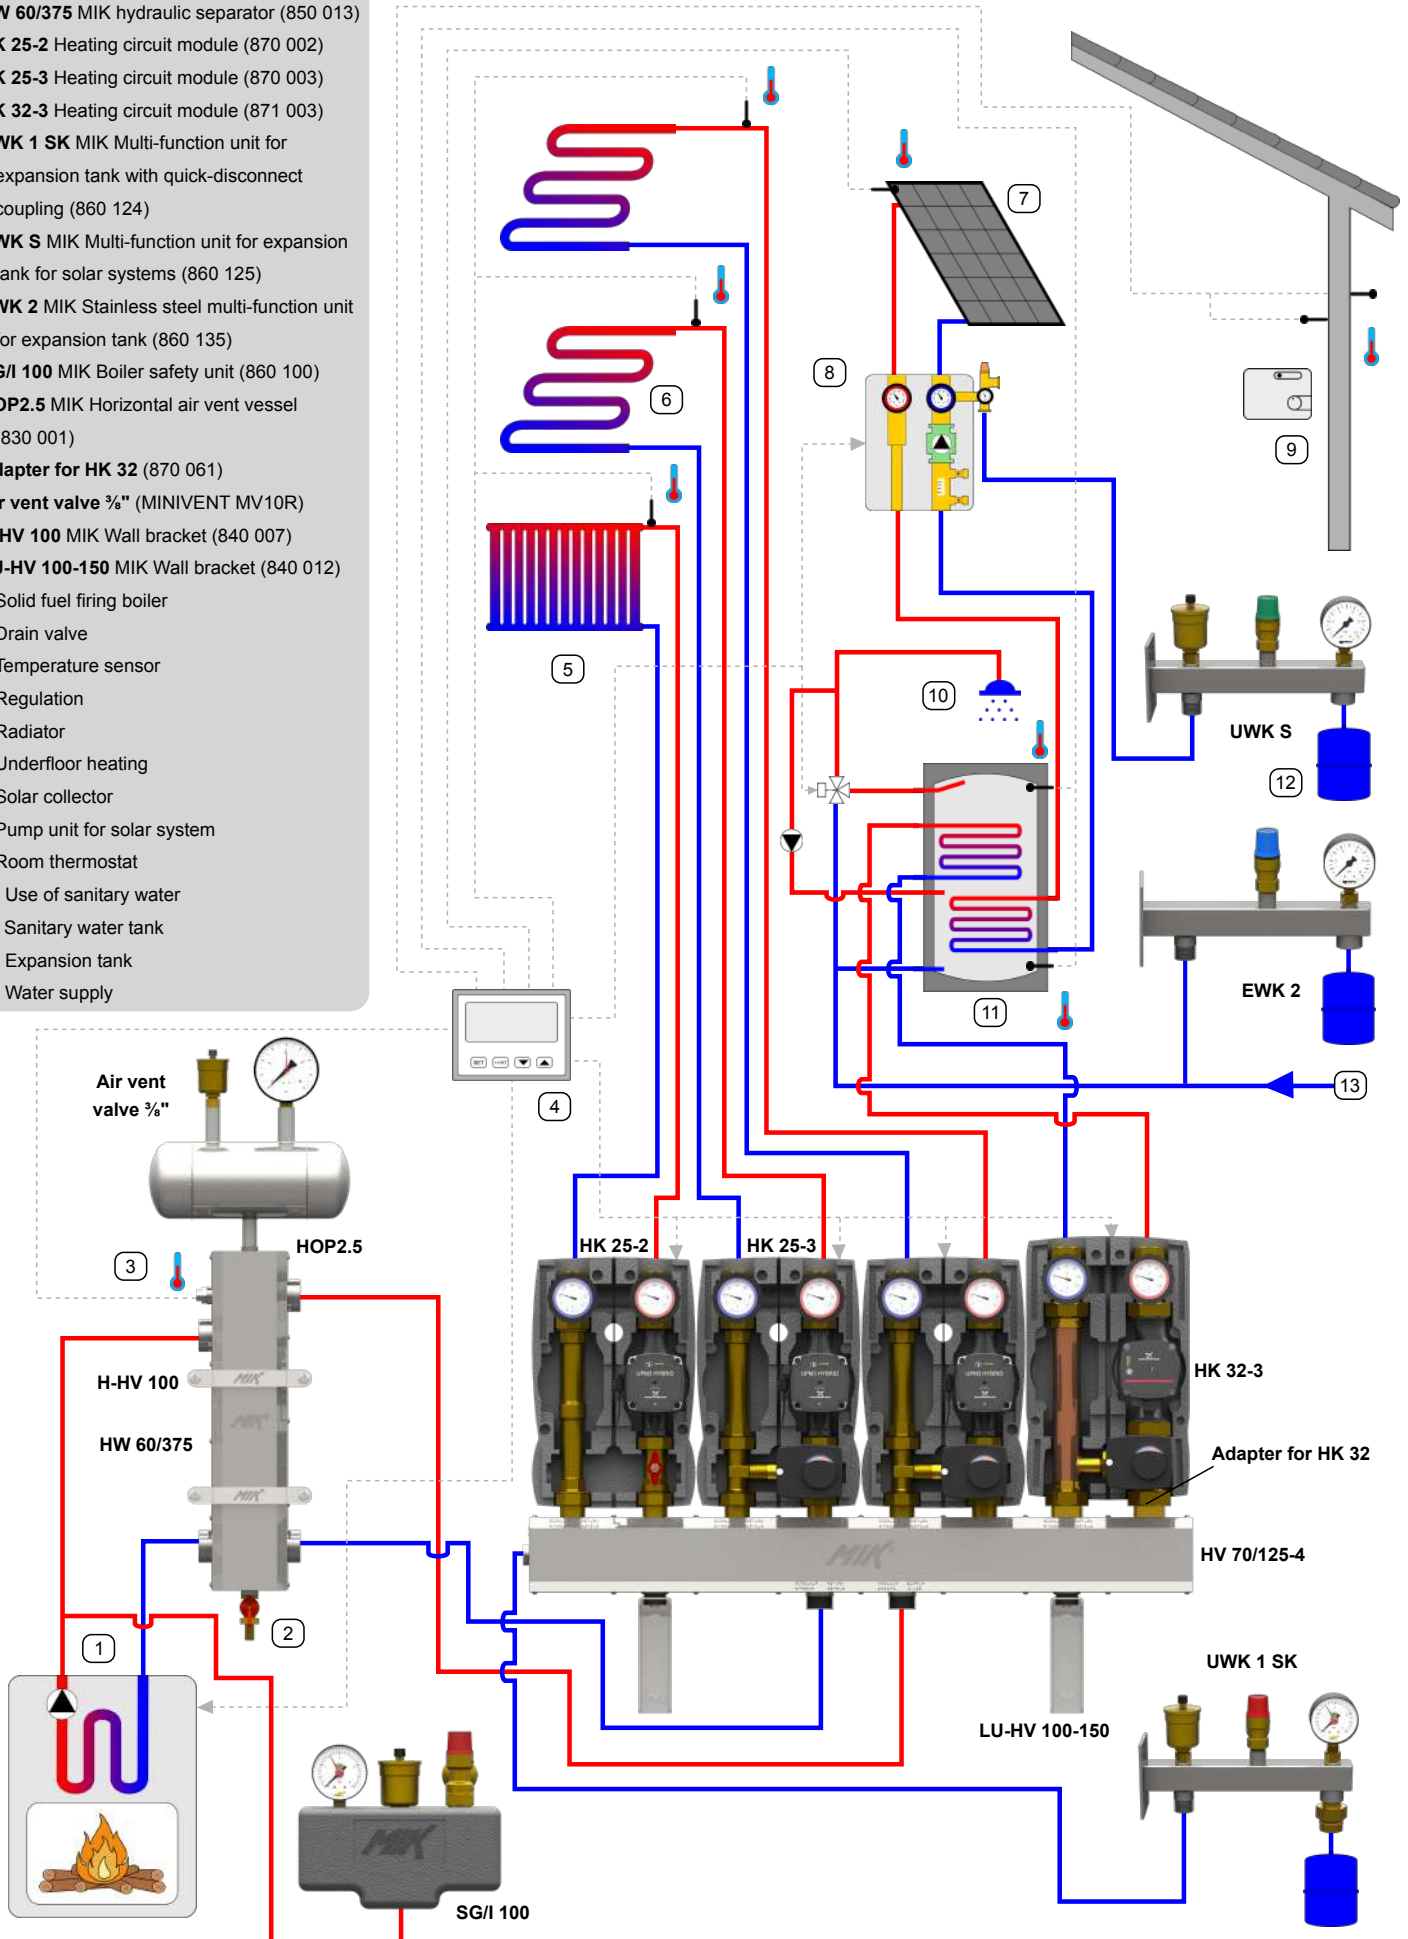 W 60/375 MIK hydraulic separator (850 013)
K 25-2 Heating circuit module (870 002)
K 25-3 Heating circuit module (870 003)
K 32-3 Heating circuit module (871 003)
WK 1 SK MIK Multi-function unit for
expansion tank with quick-disconnect
coupling (860 124)
WK S MIK Multi-function unit for expansion
tank for solar systems (860 125)
WK 2 MIK Stainless steel multi-function unit
for expansion tank (860 135)
G/I 100 MIK Boiler safety unit (860 100)
OP2.5 MIK Horizontal air vent vessel
(830 001)
dapter for HK 32 (870 061)
ir vent valve ⅜" (MINIVENT MV10R)
-HV 100 MIK Wall bracket (840 007)
U-HV 100-150 MIK Wall bracket (840 012)
Solid fuel firing boiler
Drain valve
Temperature sensor
Regulation
Radiator
Underfloor heating
Solar collector
Pump unit for solar system
Room thermostat
Use of sanitary water
Sanitary water tank
Expansion tank
Water supply
7
8
6
9
5
10
UWK S
12
11
EWK 2
SET
4
13
Air vent
valve ⅜"
HOP2.5
3
HK 25-2
HK 25-3
HK 32-3
H-HV 100
MIK
MIK
HW 60/375
MIK
Adapter for HK 32
MIK
HV 70/125-4
2
1
UWK 1 SK
LU-HV 100-150
MIK
SG/I 100